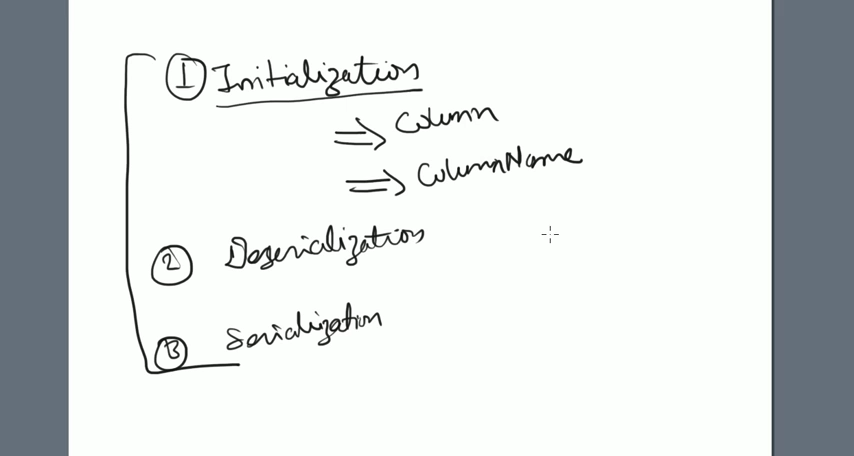 1 Initialization
⇒ Column
⇒ ColumnName
2 Deserialization
3 Serialization